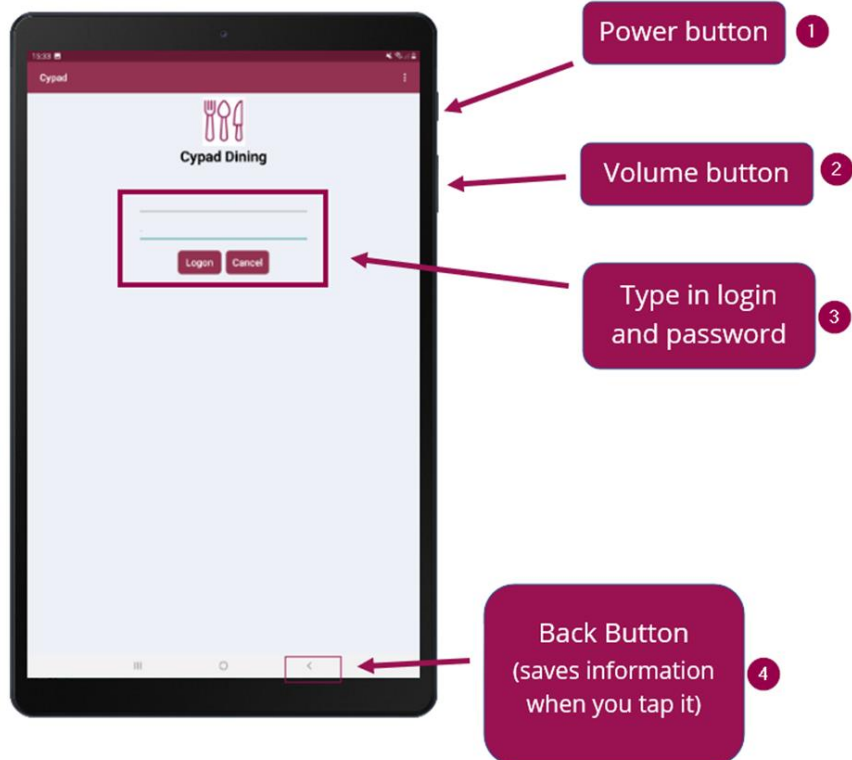 Power button 1
15:33
Cypad
Cypad Dining
Volume button 2
Logon Cancel
Type in login
and password
3
Back Button
(saves information
when you tap it)
4